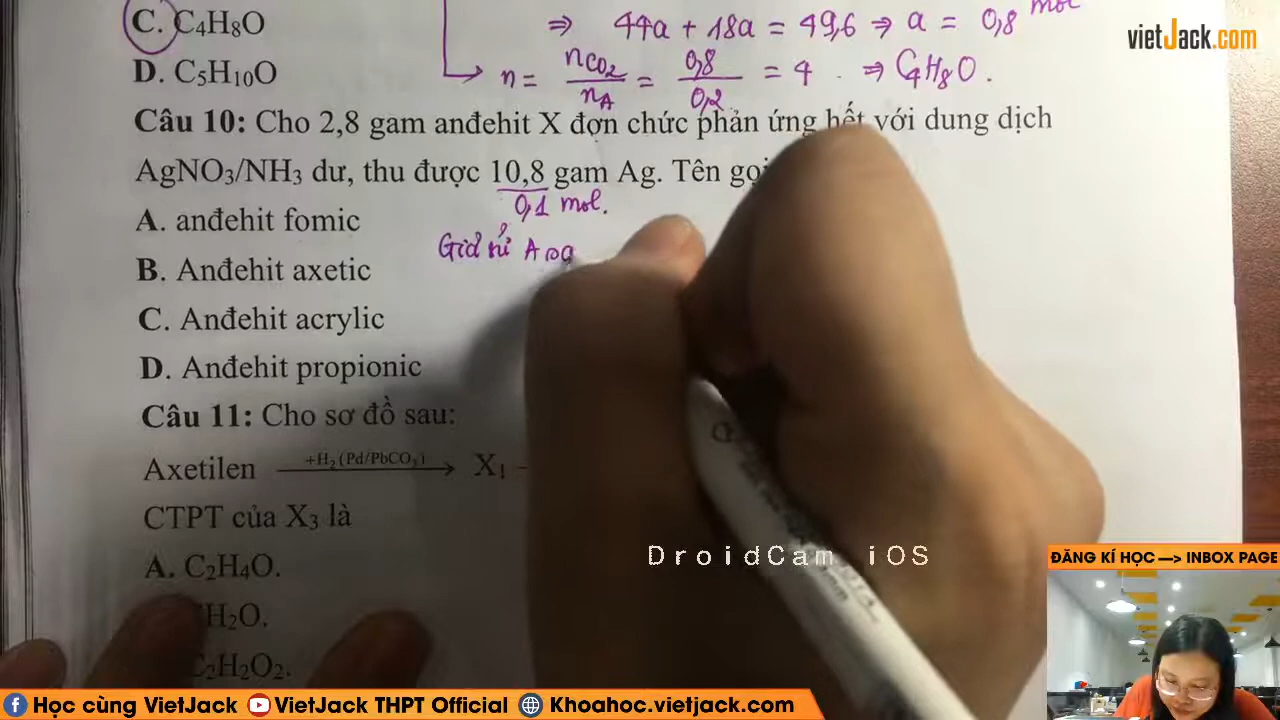 C. C4H8O
⇒ 44a + 18a = 49,6 ⇒ a = 0,8 mol
D. C5H10O
n = nCO2/nA = 0,8/0,2 = 4 ⇒ C4H8O.
vietJack.com
Câu 10: Cho 2,8 gam anđehit X đơn chức phản ứng hết với dung dịch
AgNO3/NH3 dư, thu được 10,8 gam Ag. Tên gọi
0,1 mol.
A. anđehit fomic
Giả sử A
B. Anđehit axetic
C. Anđehit acrylic
D. Anđehit propionic
Câu 11: Cho sơ đồ sau:
Axetilen +H2(Pd/PbCO3) → X1
CTPT của X3 là
DroidCam iOS
A. C2H4O.
H2O.
C2H2O2.
ĐĂNG KÍ HỌC —> INBOX PAGE
Học cùng VietJack VietJack THPT Official Khoahoc.vietjack.com